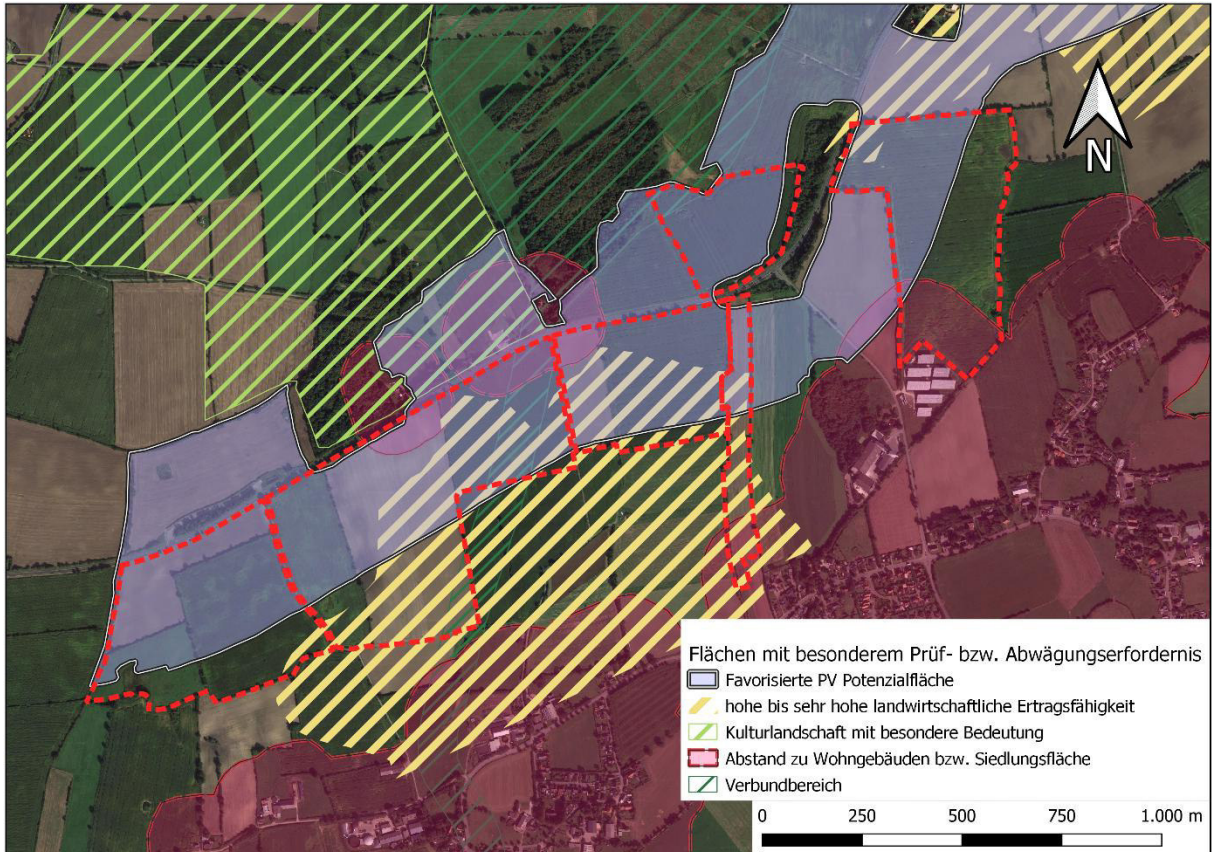 N
Flächen mit besonderem Prüf- bzw. Abwägungserfordernis
Favorisierte PV Potenzialfläche
hohe bis sehr hohe landwirtschaftliche Ertragsfähigkeit
Kulturlandschaft mit besondere Bedeutung
Abstand zu Wohngebäuden bzw. Siedlungsfläche
Verbundbereich
0 250 500 750 1.000 m